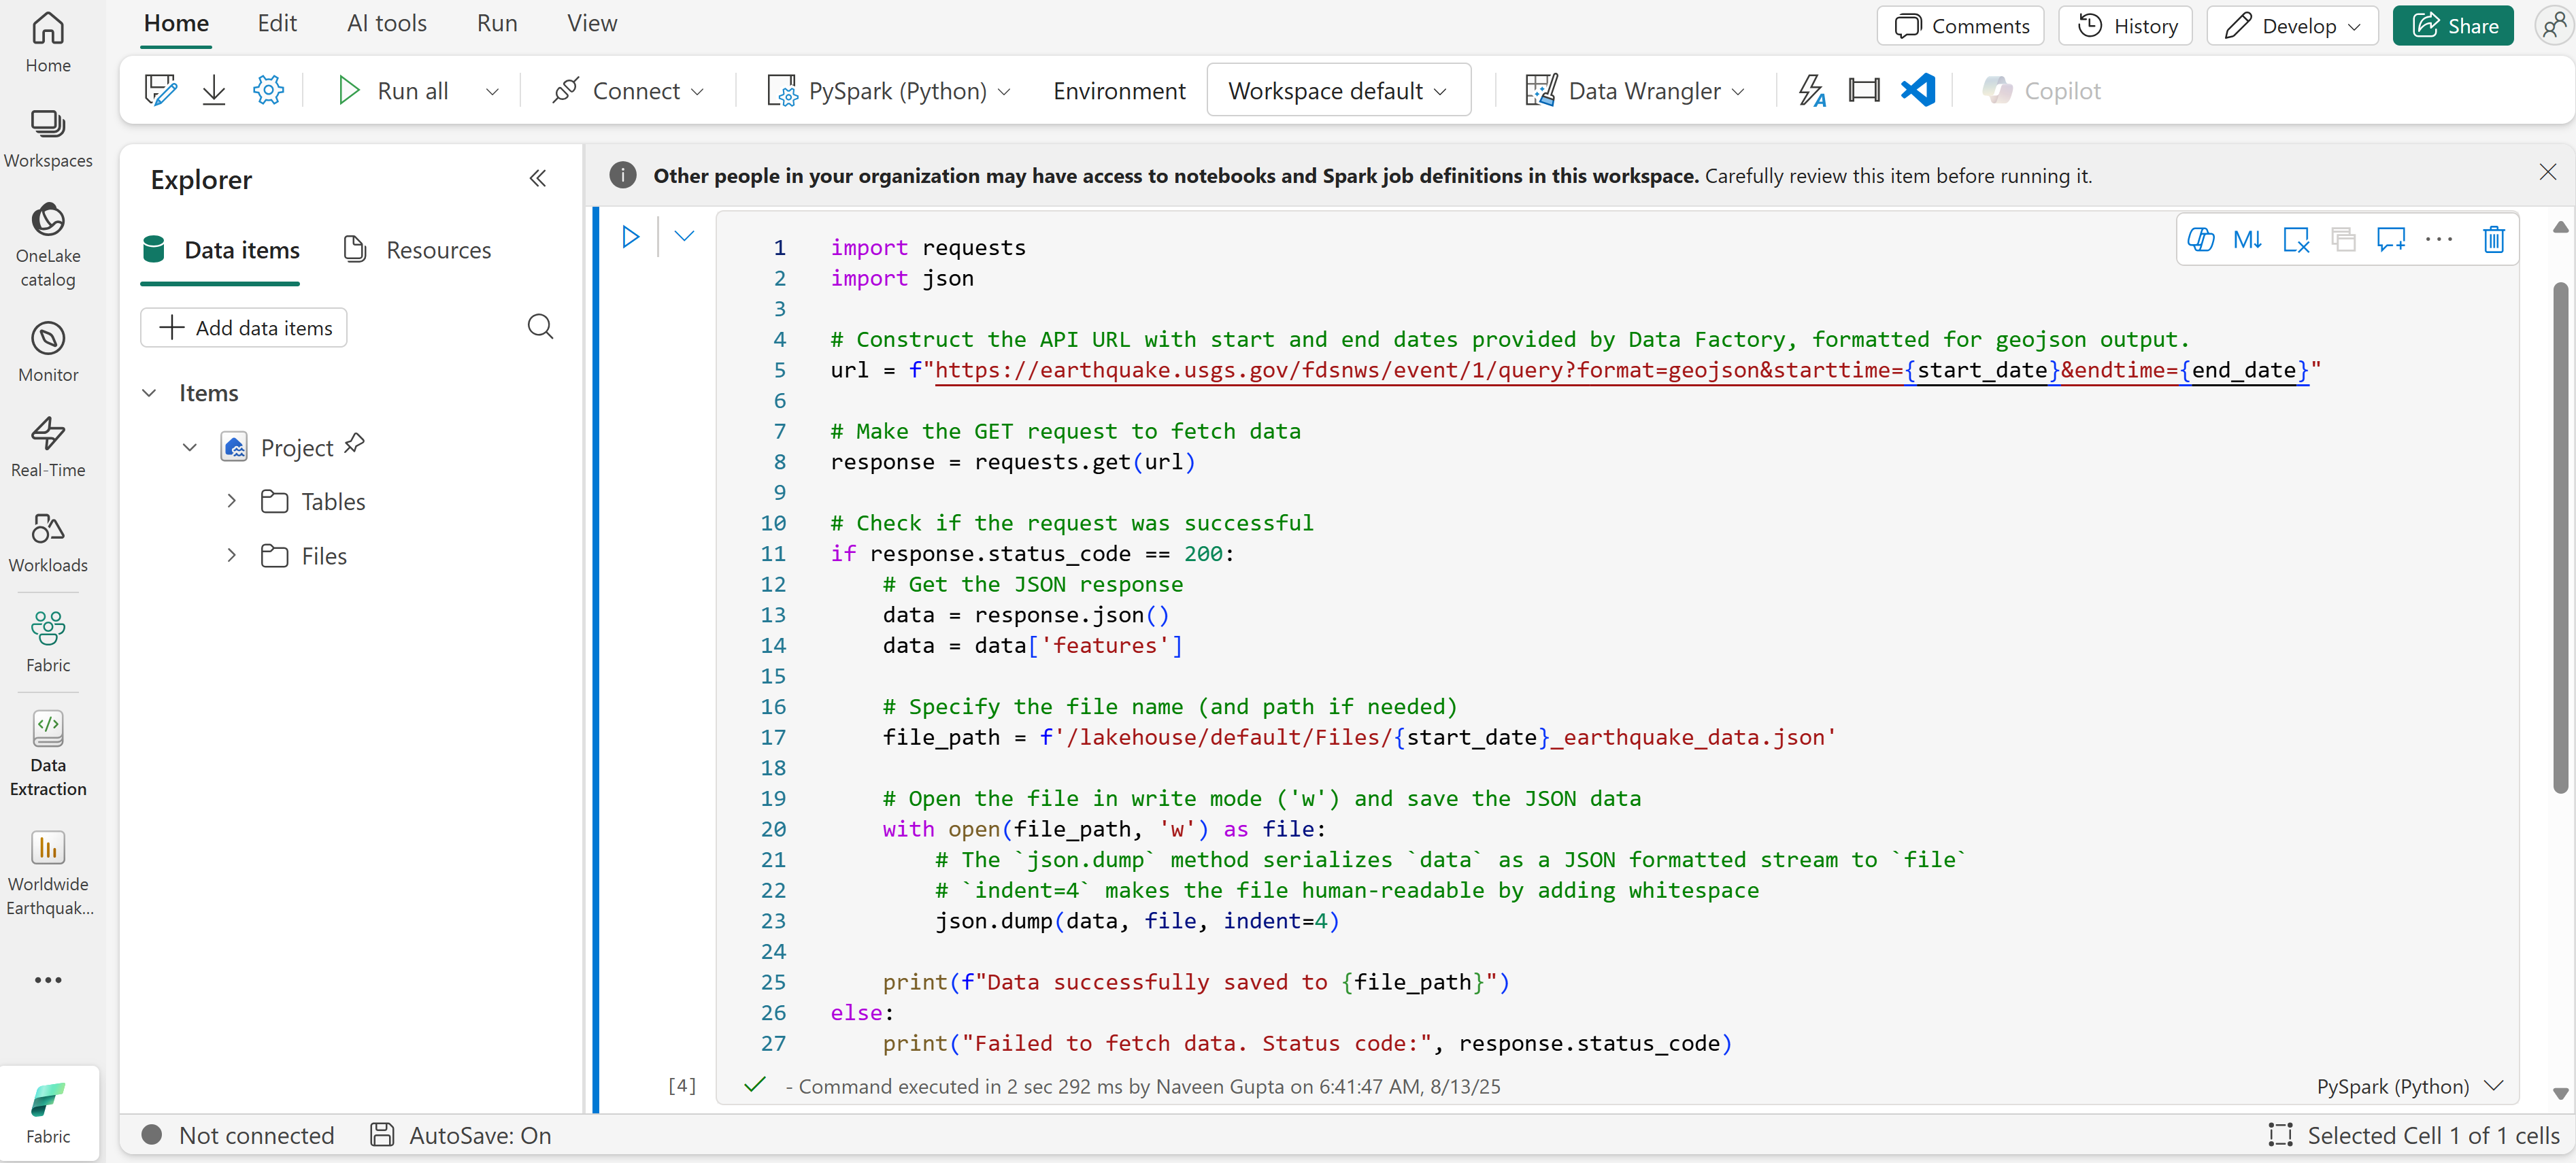 Home Edit AI tools Run View
Comments History Develop Share
Run all Connect PySpark (Python) Environment Workspace default Data Wrangler Copilot
Home
Workspaces
OneLake
catalog
Monitor
Real-Time
Workloads
Fabric
Data
Extraction
Worldwide
Earthquak...
Fabric
Explorer
Data items Resources
Add data items
Items
Project
Tables
Files
Other people in your organization may have access to notebooks and Spark job definitions in this workspace. Carefully review this item before running it.
M↓
1 import requests
2 import json
3
4 # Construct the API URL with start and end dates provided by Data Factory, formatted for geojson output.
5 url = f"https://earthquake.usgs.gov/fdsnws/event/1/query?format=geojson&starttime={start_date}&endtime={end_date}"
6
7 # Make the GET request to fetch data
8 response = requests.get(url)
9
10 # Check if the request was successful
11 if response.status_code == 200:
12     # Get the JSON response
13     data = response.json()
14     data = data['features']
15
16     # Specify the file name (and path if needed)
17     file_path = f'/lakehouse/default/Files/{start_date}_earthquake_data.json'
18
19     # Open the file in write mode ('w') and save the JSON data
20     with open(file_path, 'w') as file:
21         # The `json.dump` method serializes `data` as a JSON formatted stream to `file`
22         # `indent=4` makes the file human-readable by adding whitespace
23         json.dump(data, file, indent=4)
24
25     print(f"Data successfully saved to {file_path}")
26 else:
27     print("Failed to fetch data. Status code:", response.status_code)
[4] - Command executed in 2 sec 292 ms by Naveen Gupta on 6:41:47 AM, 8/13/25 PySpark (Python)
Not connected AutoSave: On Selected Cell 1 of 1 cells